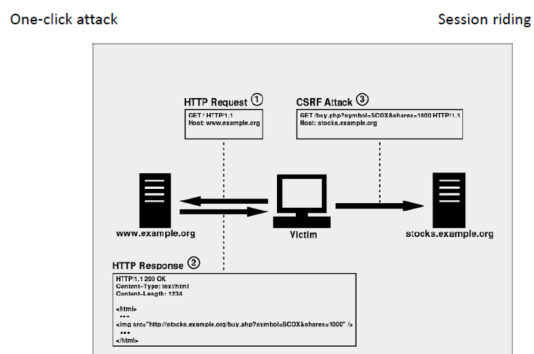 One-click attack
Session riding
HTTP Request ①
GET / HTTP/1.1
Host: www.example.org
CSRF Attack ③
GET /buy.php?symbol=SCOX&shares=1000 HTTP/1.1
Host: stocks.example.org
www.example.org
Victim
stocks.example.org
HTTP Response ②
HTTP/1.1 200 OK
Content-Type: text/html
Content-Length: 1234
<html>
•••
<img src="http://stocks.example.org/buy.php?symbol=SCOX&shares=1000" />
•••
</html>